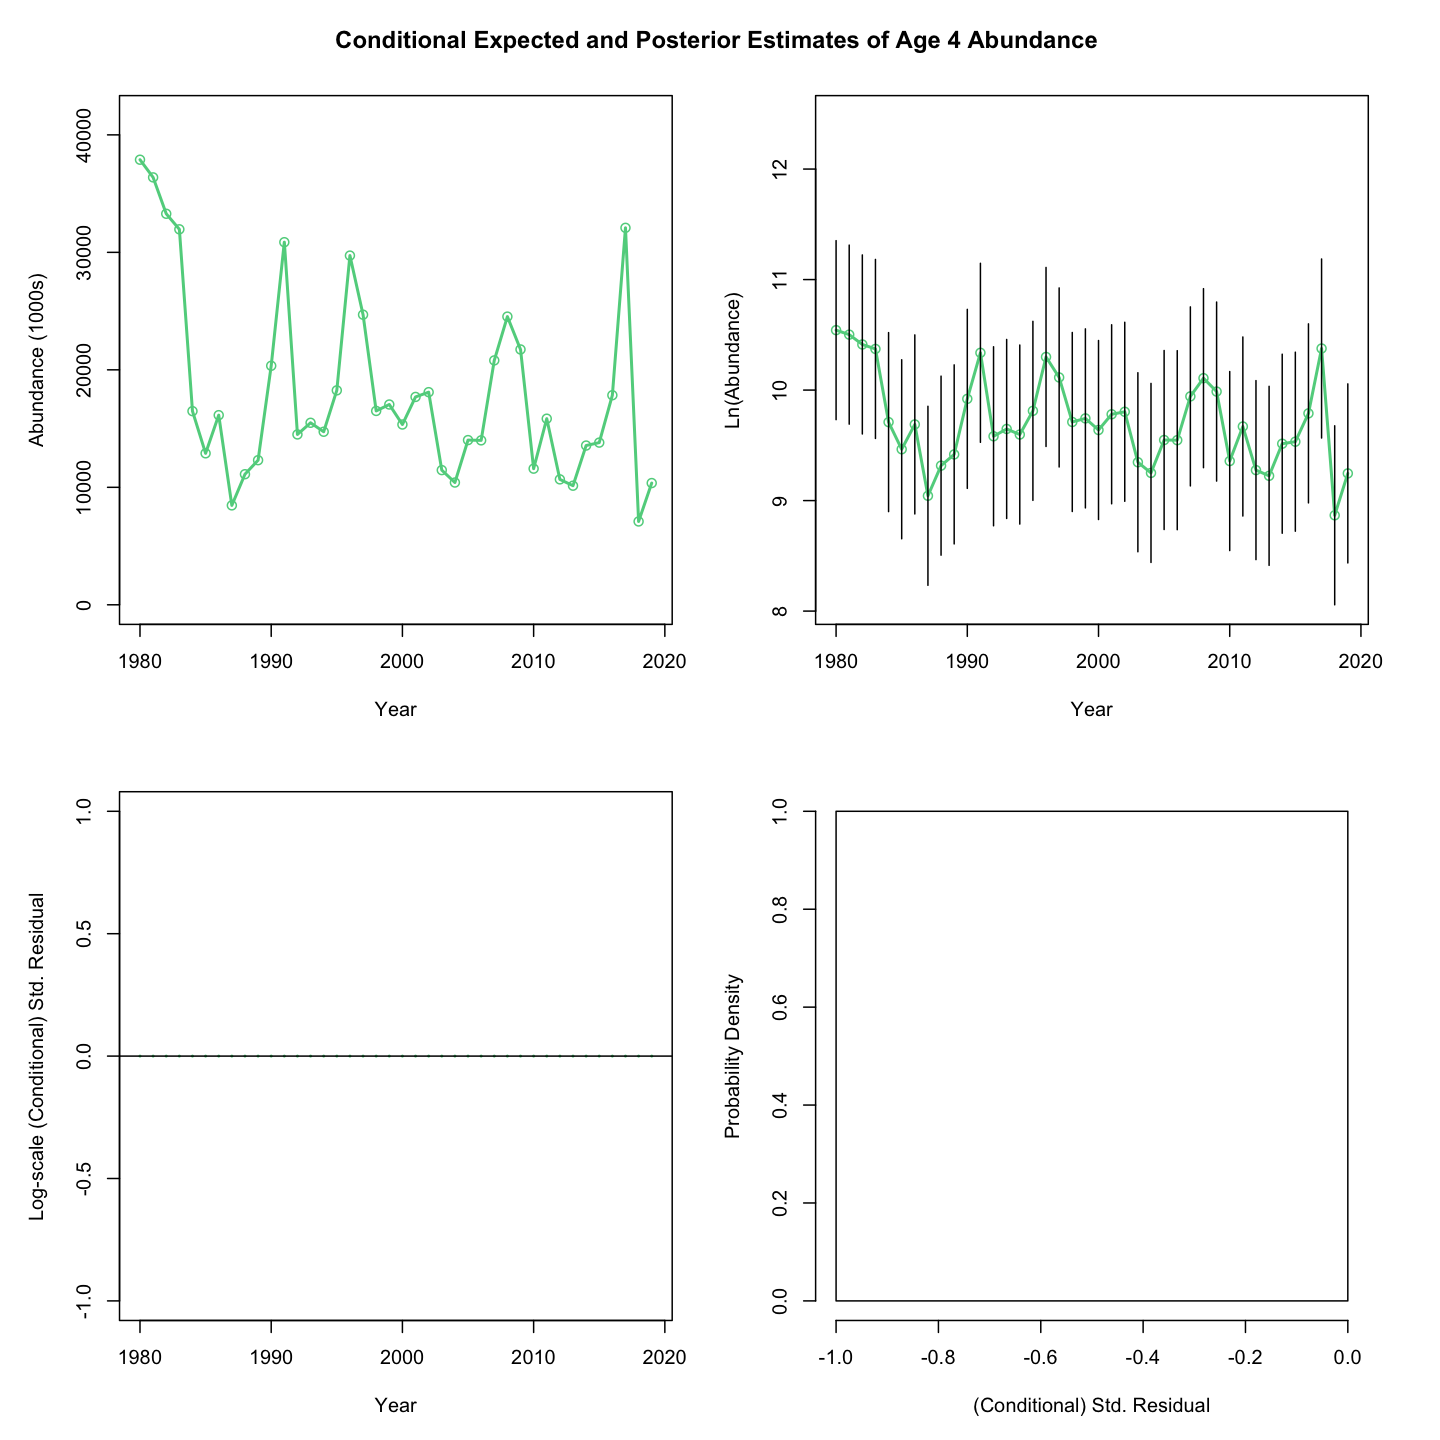 Conditional Expected and Posterior Estimates of Age 4 Abundance
Abundance (1000s)
40000
30000
20000
10000
0
1980 1990 2000 2010 2020
Year
Ln(Abundance)
12
11
10
9
8
1980 1990 2000 2010 2020
Year
Log-scale (Conditional) Std. Residual
1.0
0.5
0.0
-0.5
-1.0
1980 1990 2000 2010 2020
Year
Probability Density
1.0
0.8
0.6
0.4
0.2
0.0
-1.0 -0.8 -0.6 -0.4 -0.2 0.0
(Conditional) Std. Residual